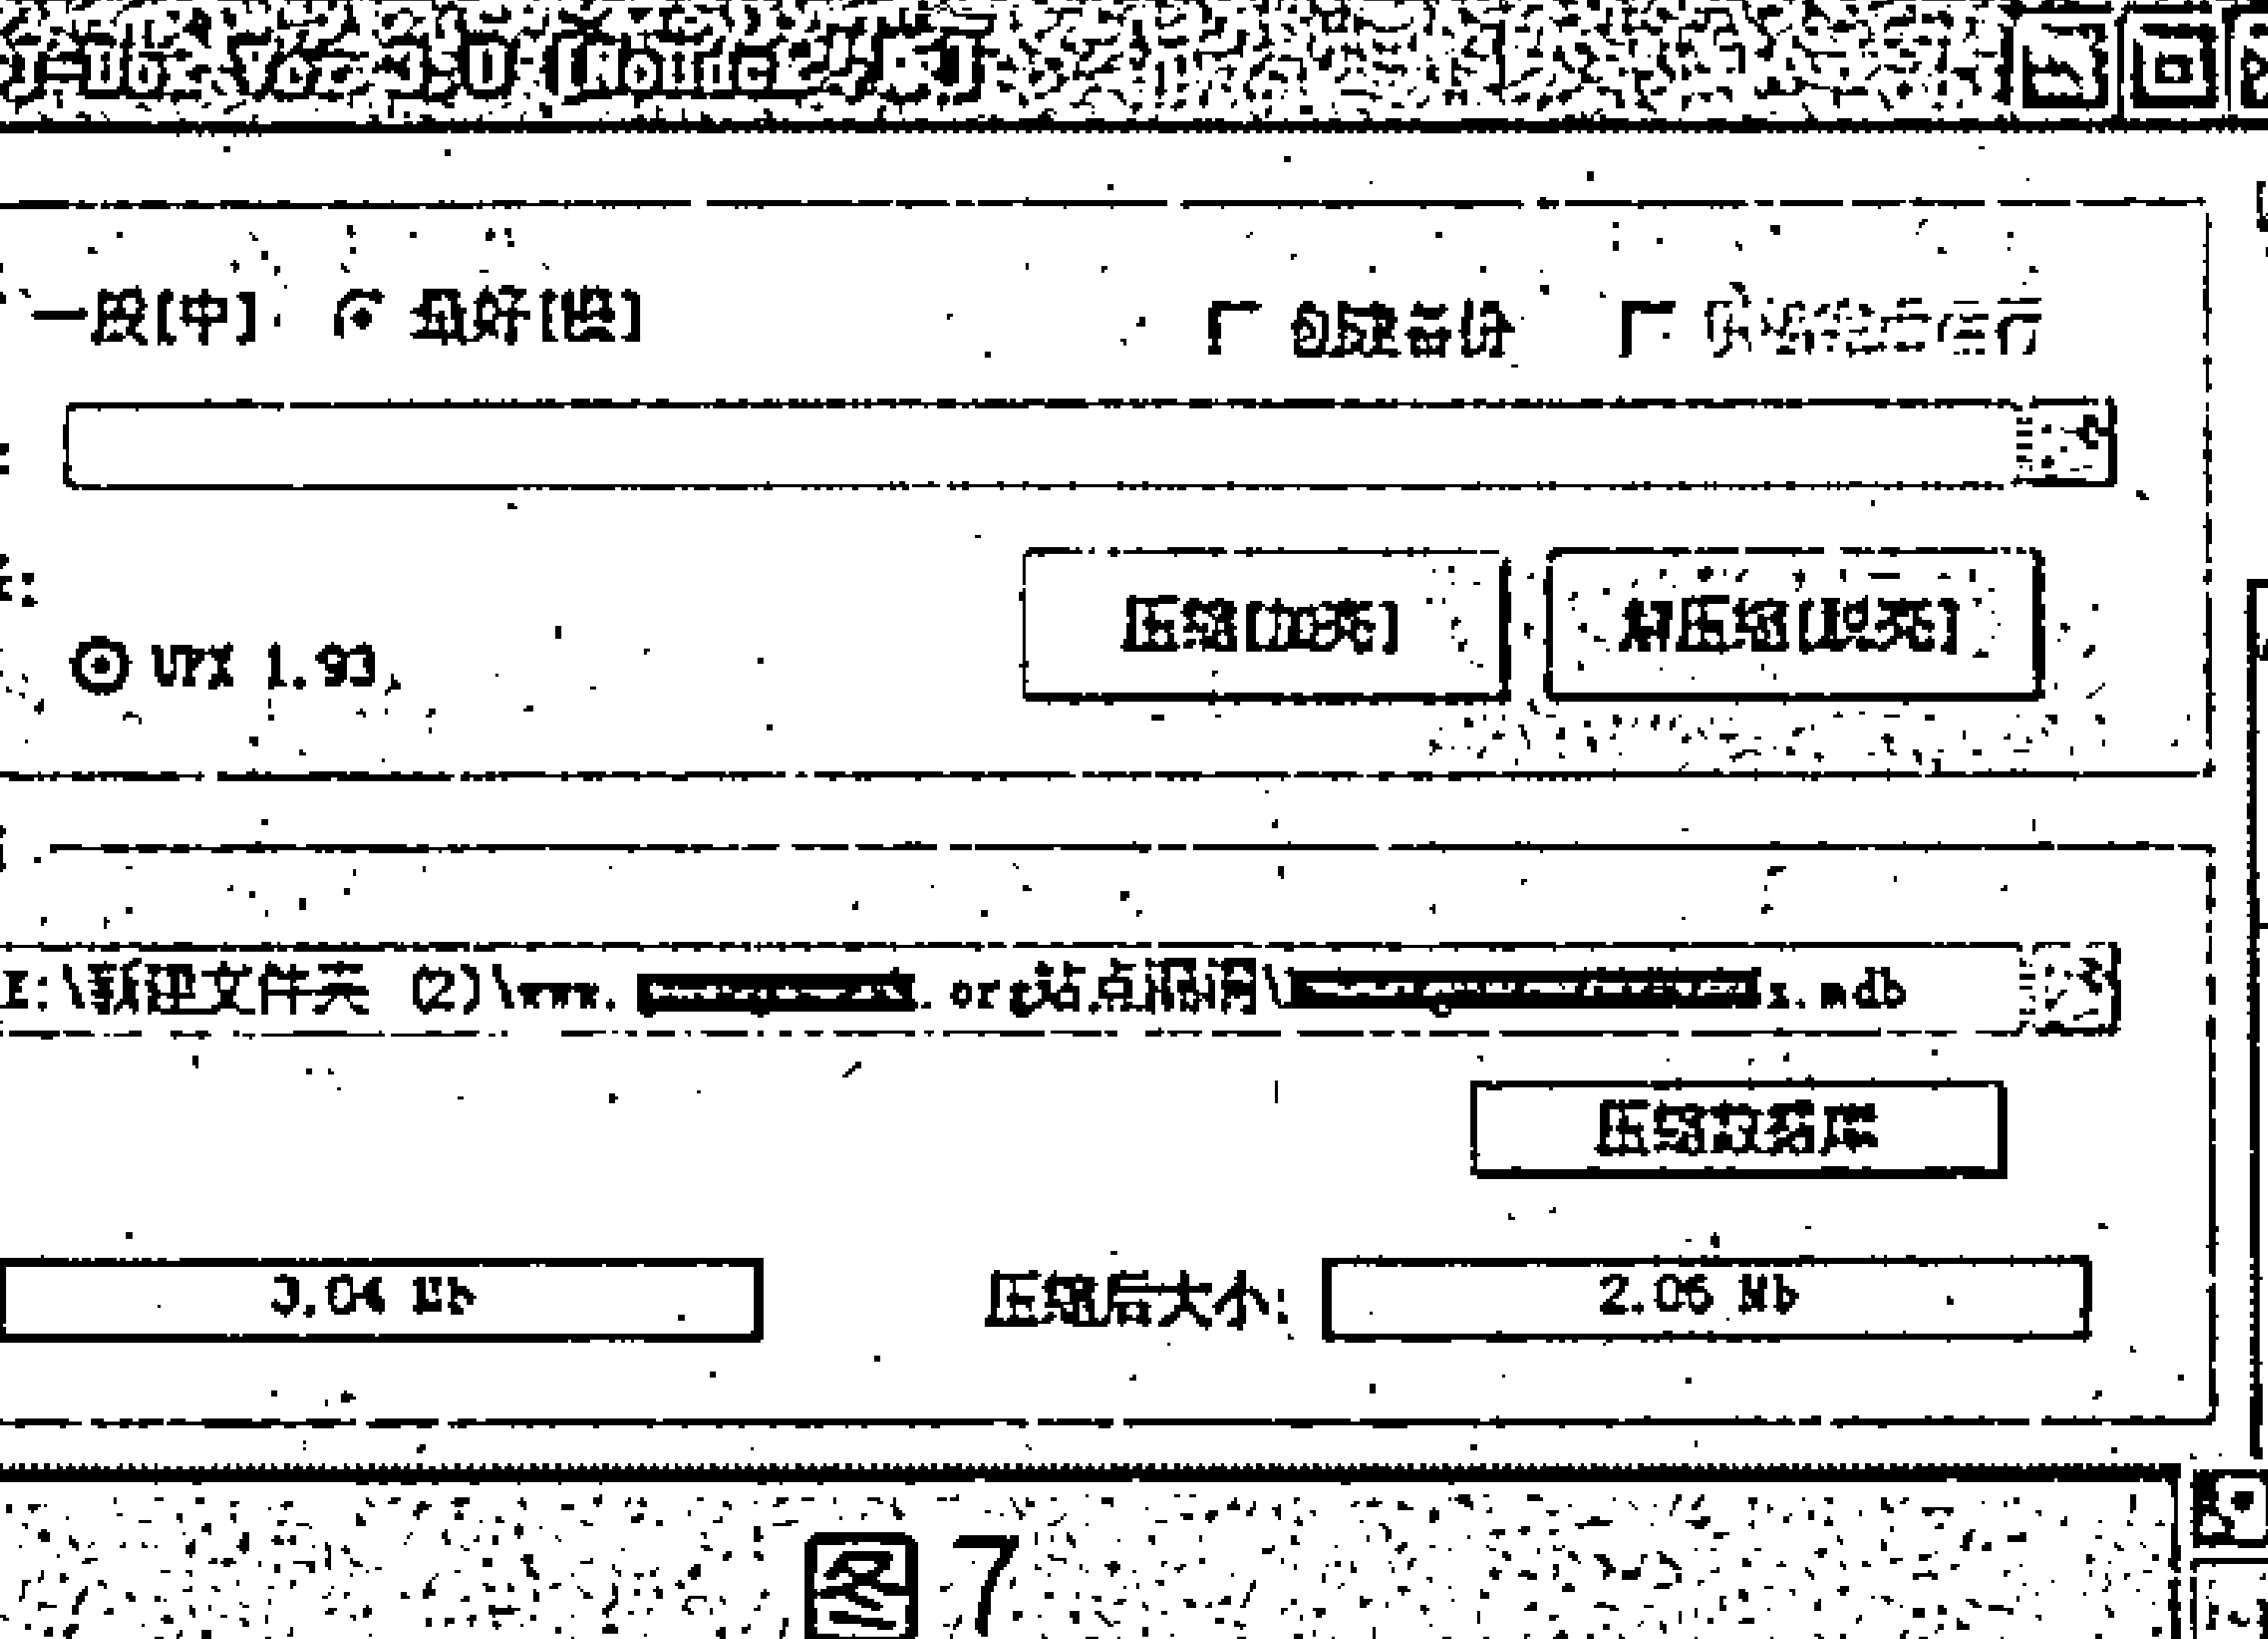 一般[中] 最好[慢] 创建备份
UPX 1.93 压缩[加壳] 解压缩[脱壳]
:\新建文件夹 (2)\www. .org站点漏洞\ .mdb
压缩数据库
3.04 Mb 压缩后大小: 2.06 Mb
图 7